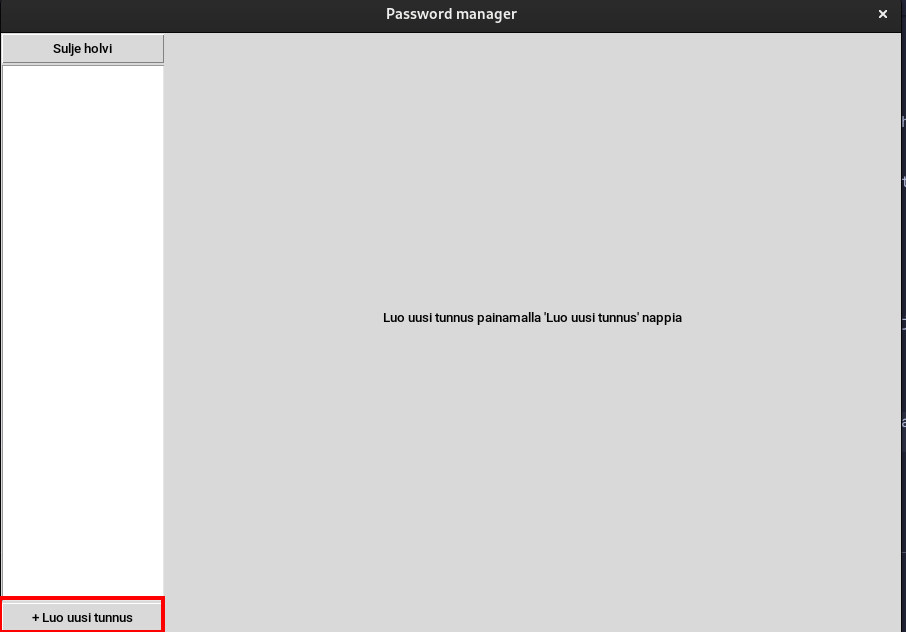 Password manager
Sulje holvi
Luo uusi tunnus painamalla 'Luo uusi tunnus' nappia
+ Luo uusi tunnus